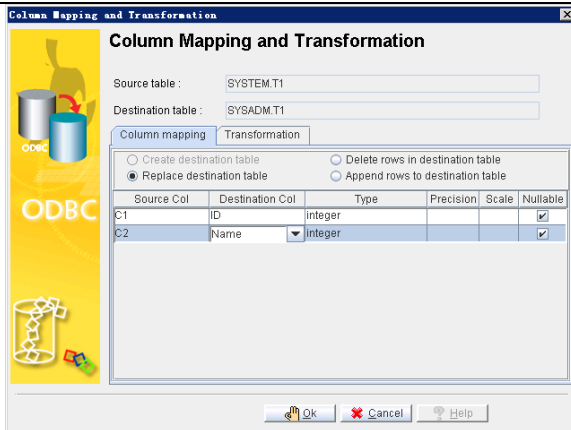 Column Mapping and Transformation
Column Mapping and Transformation
Source table : SYSTEM.T1
Destination table : SYSADM.T1
Column mapping Transformation
Create destination table Delete rows in destination table
Replace destination table Append rows to destination table
Source Col Destination Col Type Precision Scale Nullable
C1 ID integer
C2 Name integer
ODBC
ODBC
Ok Cancel Help